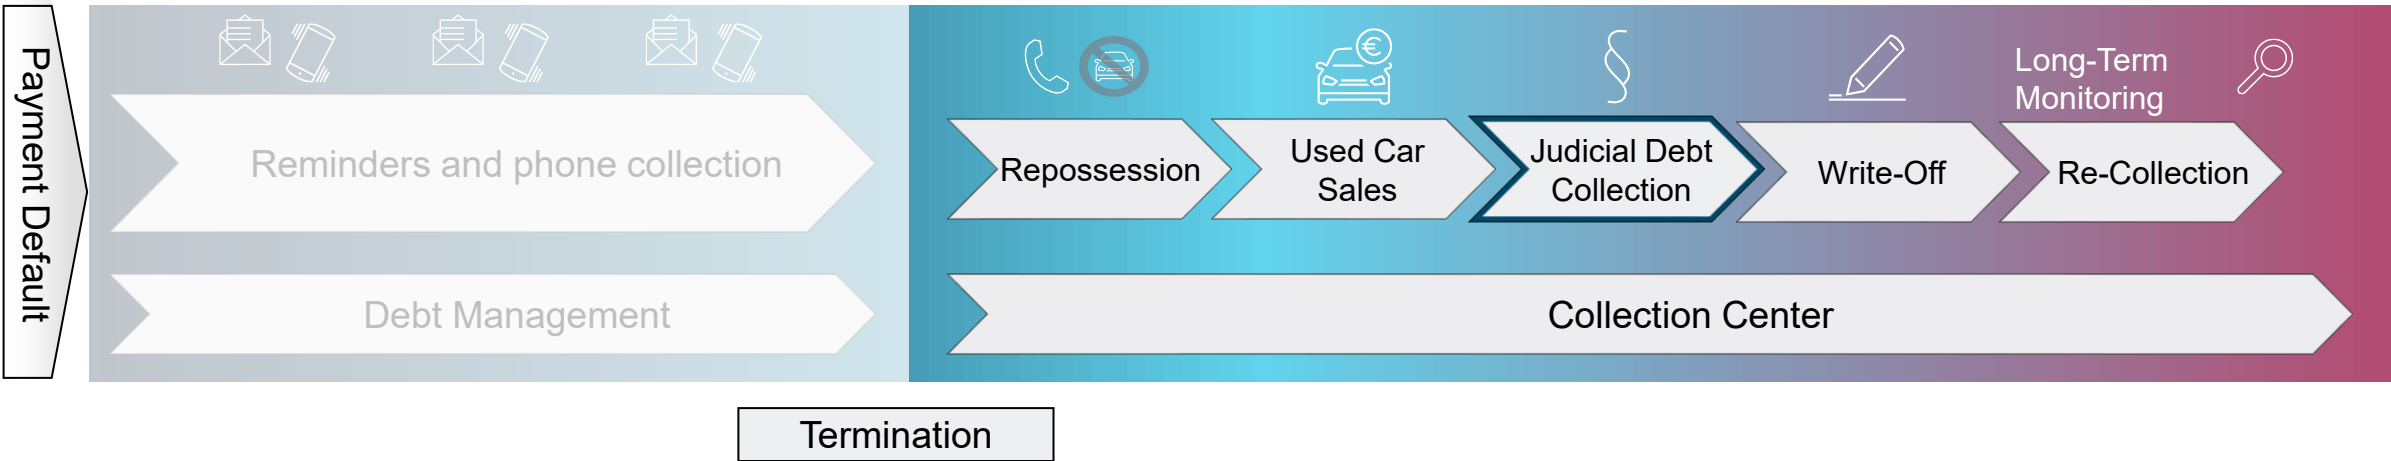 Payment Default
Reminders and phone collection
Debt Management
€
§
Long-Term
Monitoring
Repossession
Used Car
Sales
Judicial Debt
Collection
Write-Off
Re-Collection
Collection Center
Termination